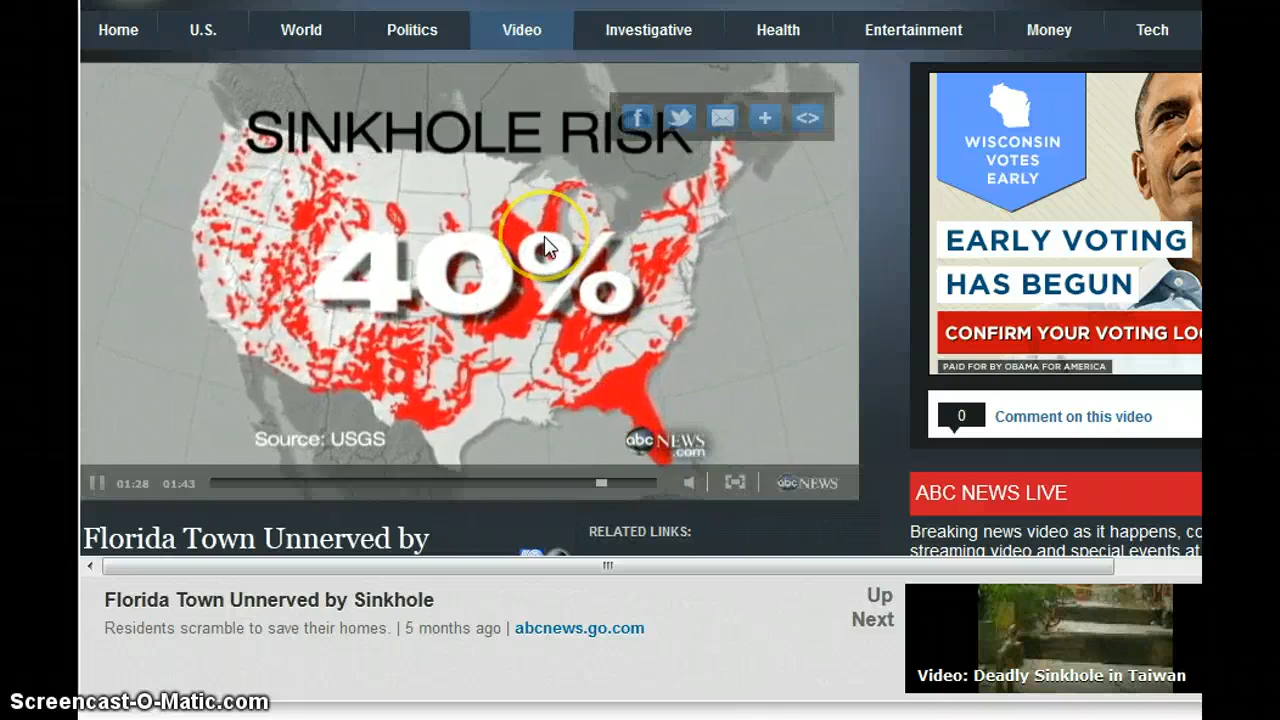 Home U.S. World Politics Video Investigative Health Entertainment Money Tech
SINKHOLE RISK
40%
Source: USGS
abc NEWS
.com
01:28 01:43
abc NEWS
WISCONSIN
VOTES
EARLY
EARLY VOTING
HAS BEGUN
CONFIRM YOUR VOTING LO
PAID FOR BY OBAMA FOR AMERICA
0 Comment on this video
ABC NEWS LIVE
Breaking news video as it happens, co
streaming video and special events at
Florida Town Unnerved by
RELATED LINKS:
Florida Town Unnerved by Sinkhole
Residents scramble to save their homes. | 5 months ago | abcnews.go.com
Up
Next
Video: Deadly Sinkhole in Taiwan
Screencast-O-Matic.com